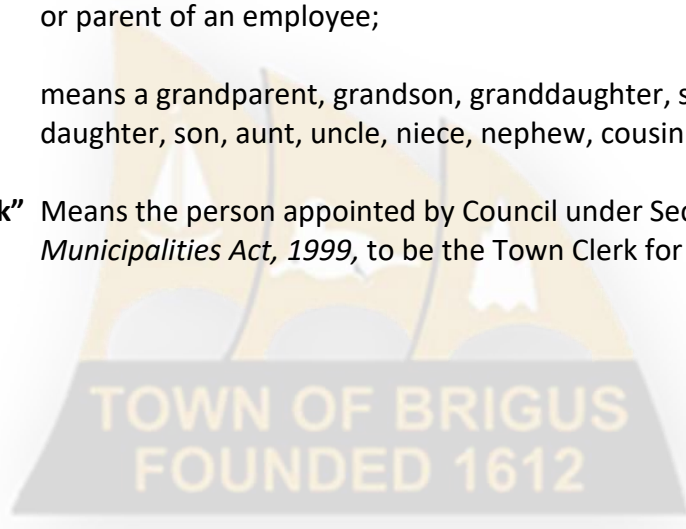 or parent of an employee;
means a grandparent, grandson, granddaughter,
daughter, son, aunt, uncle, niece, nephew, cousin
k” Means the person appointed by Council under
Municipalities Act, 1999, to be the Town Clerk for
TOWN OF BRIGUS
FOUNDED 1612